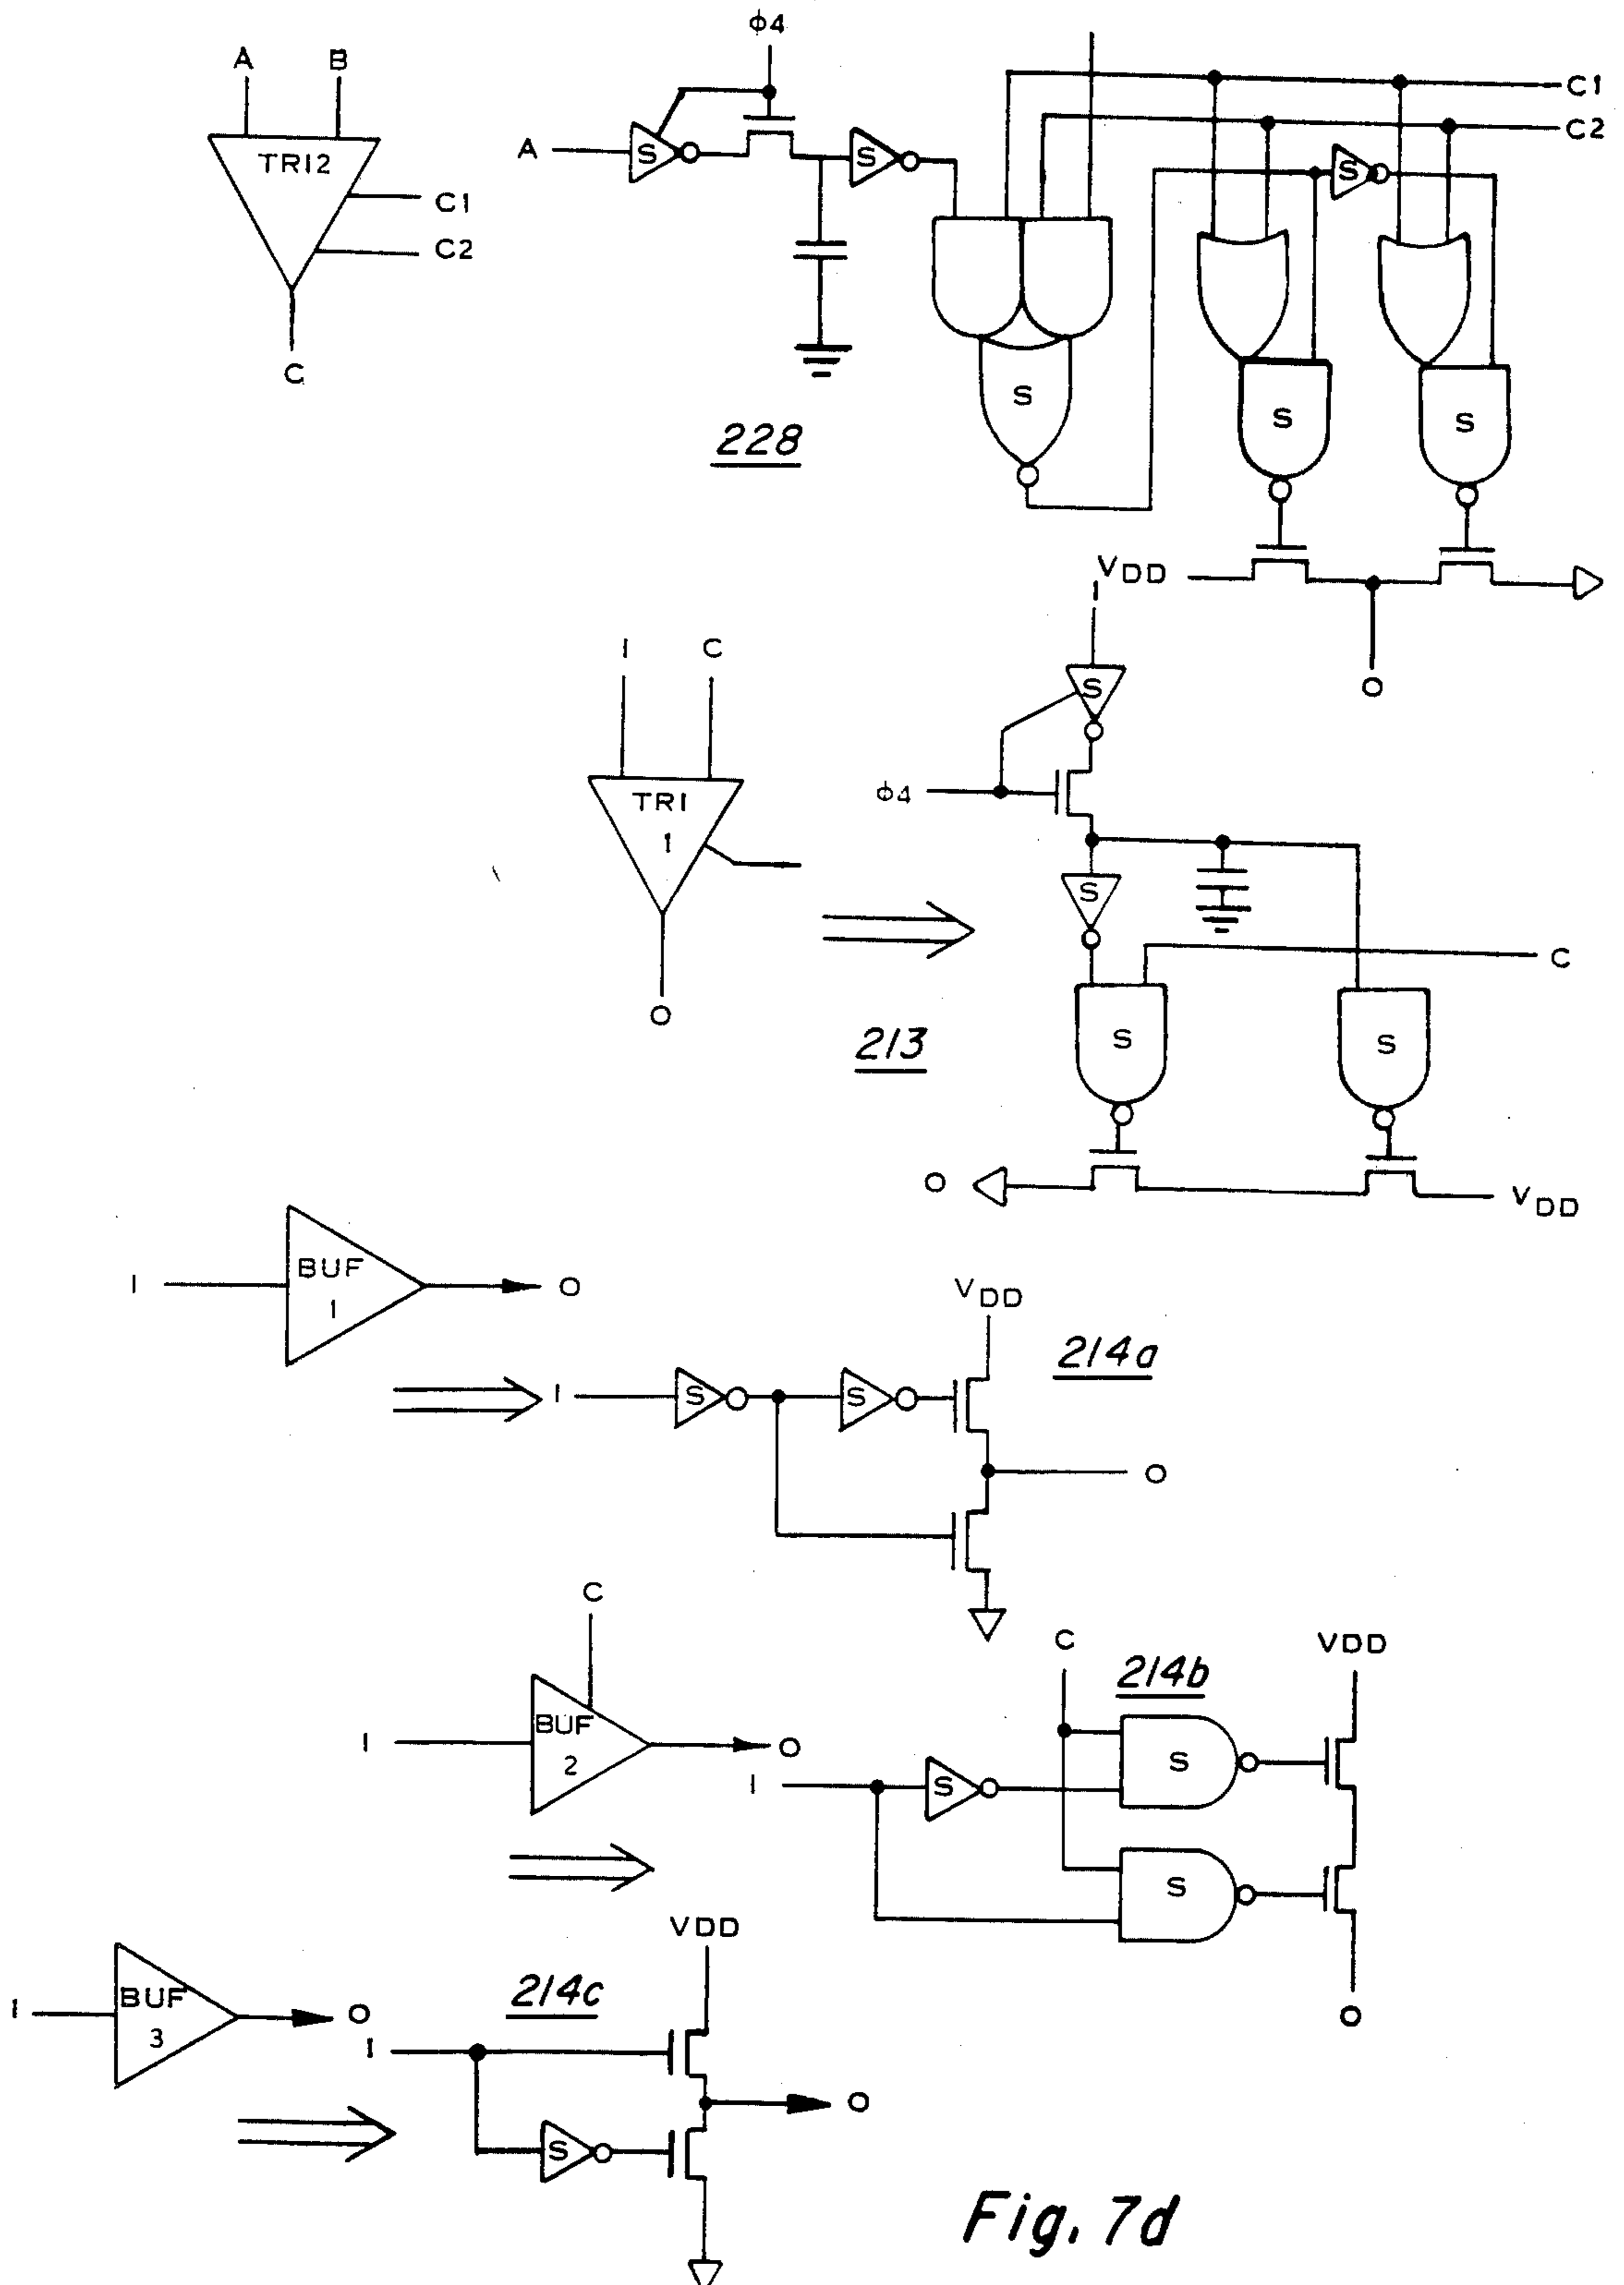 A B
TRI2
C1
C2
C
ϕ4
A
S
S
C1
C2
S
S
S
S
228
VDD
O
I C
TRI
1
O
I
S
ϕ4
S
C
S
S
213
O
VDD
I
BUF
1
O
VDD
214a
I
S
S
O
C
I
BUF
2
O
C
214b
VDD
I
S
S
S
O
I
BUF
3
O
214c
VDD
I
S
O
Fig. 7d